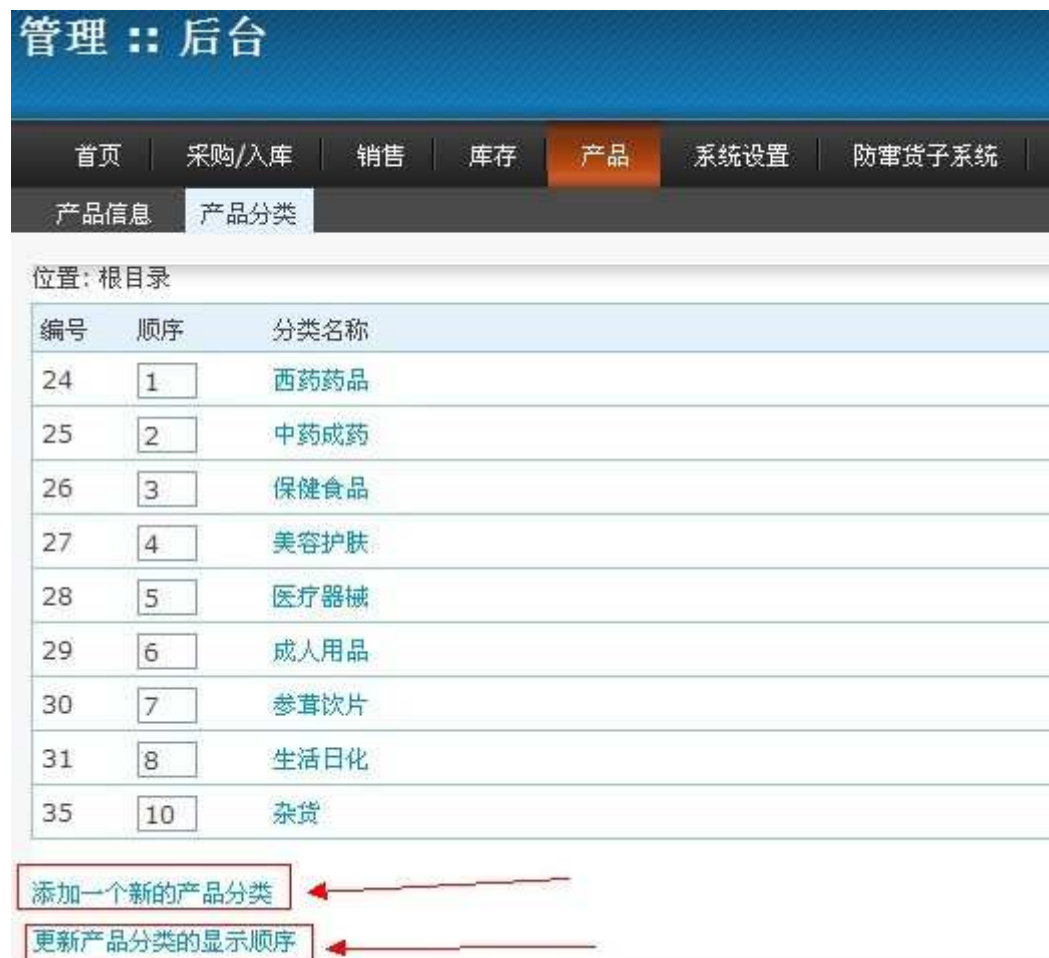 管理 :: 后台
首页 采购/入库 销售 库存 产品 系统设置 防窜货子系统
产品信息 产品分类
位置: 根目录
编号 顺序 分类名称
24 1 西药药品
25 2 中药成药
26 3 保健食品
27 4 美容护肤
28 5 医疗器械
29 6 成人用品
30 7 参茸饮片
31 8 生活日化
35 10 杂货
添加一个新的产品分类
更新产品分类的显示顺序